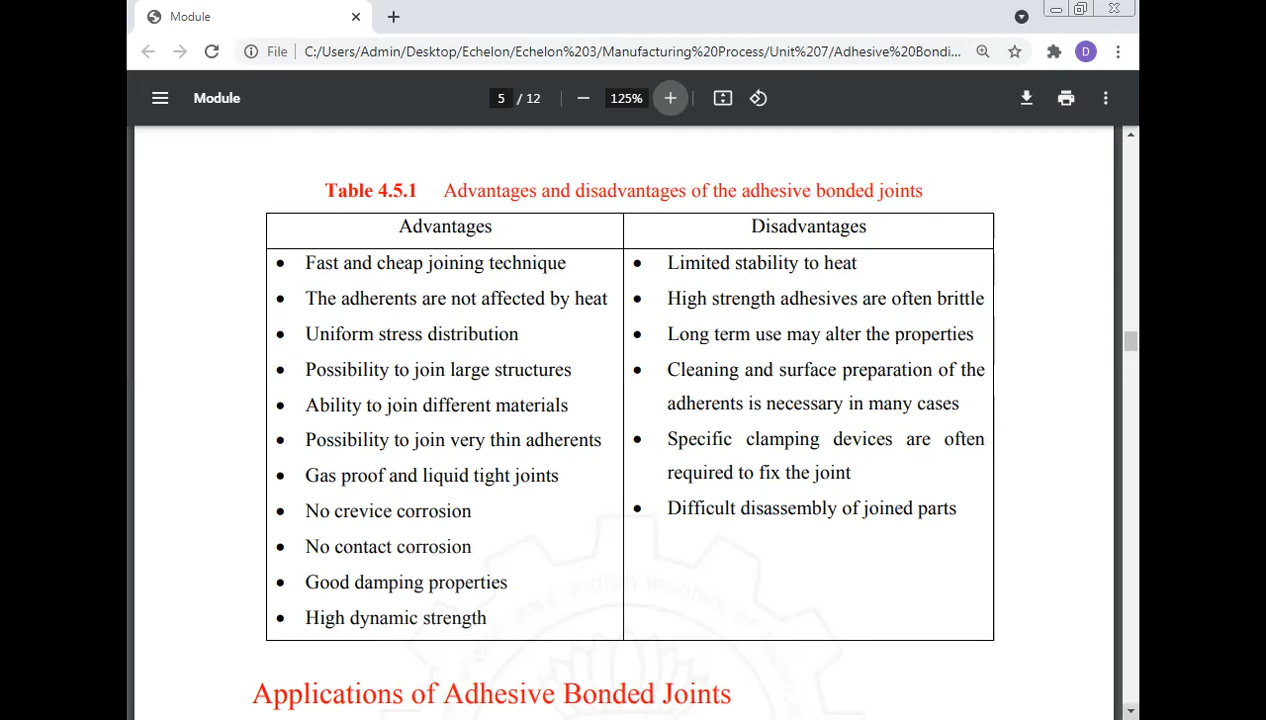 Module
File C:/Users/Admin/Desktop/Echelon/Echelon%203/Manufacturing%20Process/Unit%207/Adhesive%20Bondi...
D
Module
5 / 12
125%
Table 4.5.1 Advantages and disadvantages of the adhesive bonded joints
Advantages
Disadvantages
• Fast and cheap joining technique
• The adherents are not affected by heat
• Uniform stress distribution
• Possibility to join large structures
• Ability to join different materials
• Possibility to join very thin adherents
• Gas proof and liquid tight joints
• No crevice corrosion
• No contact corrosion
• Good damping properties
• High dynamic strength
• Limited stability to heat
• High strength adhesives are often brittle
• Long term use may alter the properties
• Cleaning and surface preparation of the
adherents is necessary in many cases
• Specific clamping devices are often
required to fix the joint
• Difficult disassembly of joined parts
Applications of Adhesive Bonded Joints